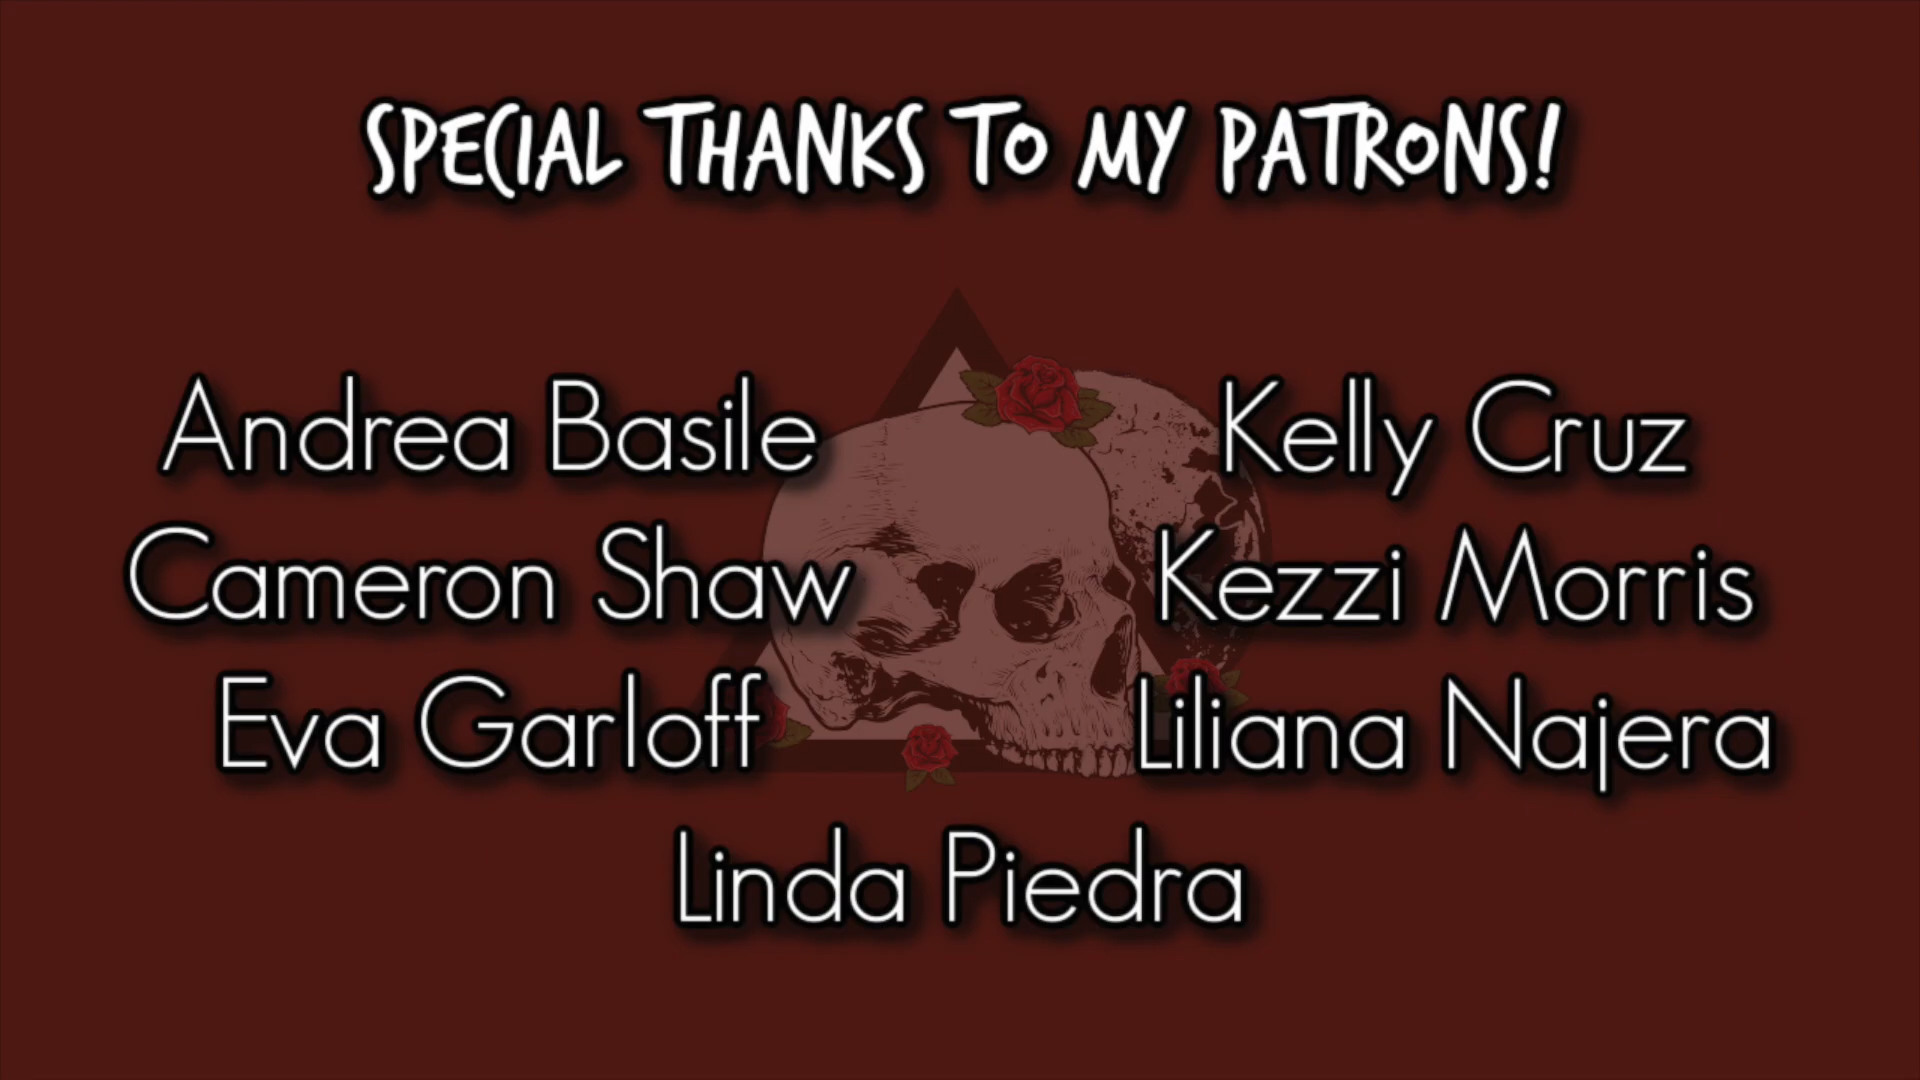 SPECIAL THANKS TO MY PATRONS!
Andrea Basile
Cameron Shaw
Eva Garloff
Kelly Cruz
Kezzi Morris
Liliana Najera
Linda Piedra